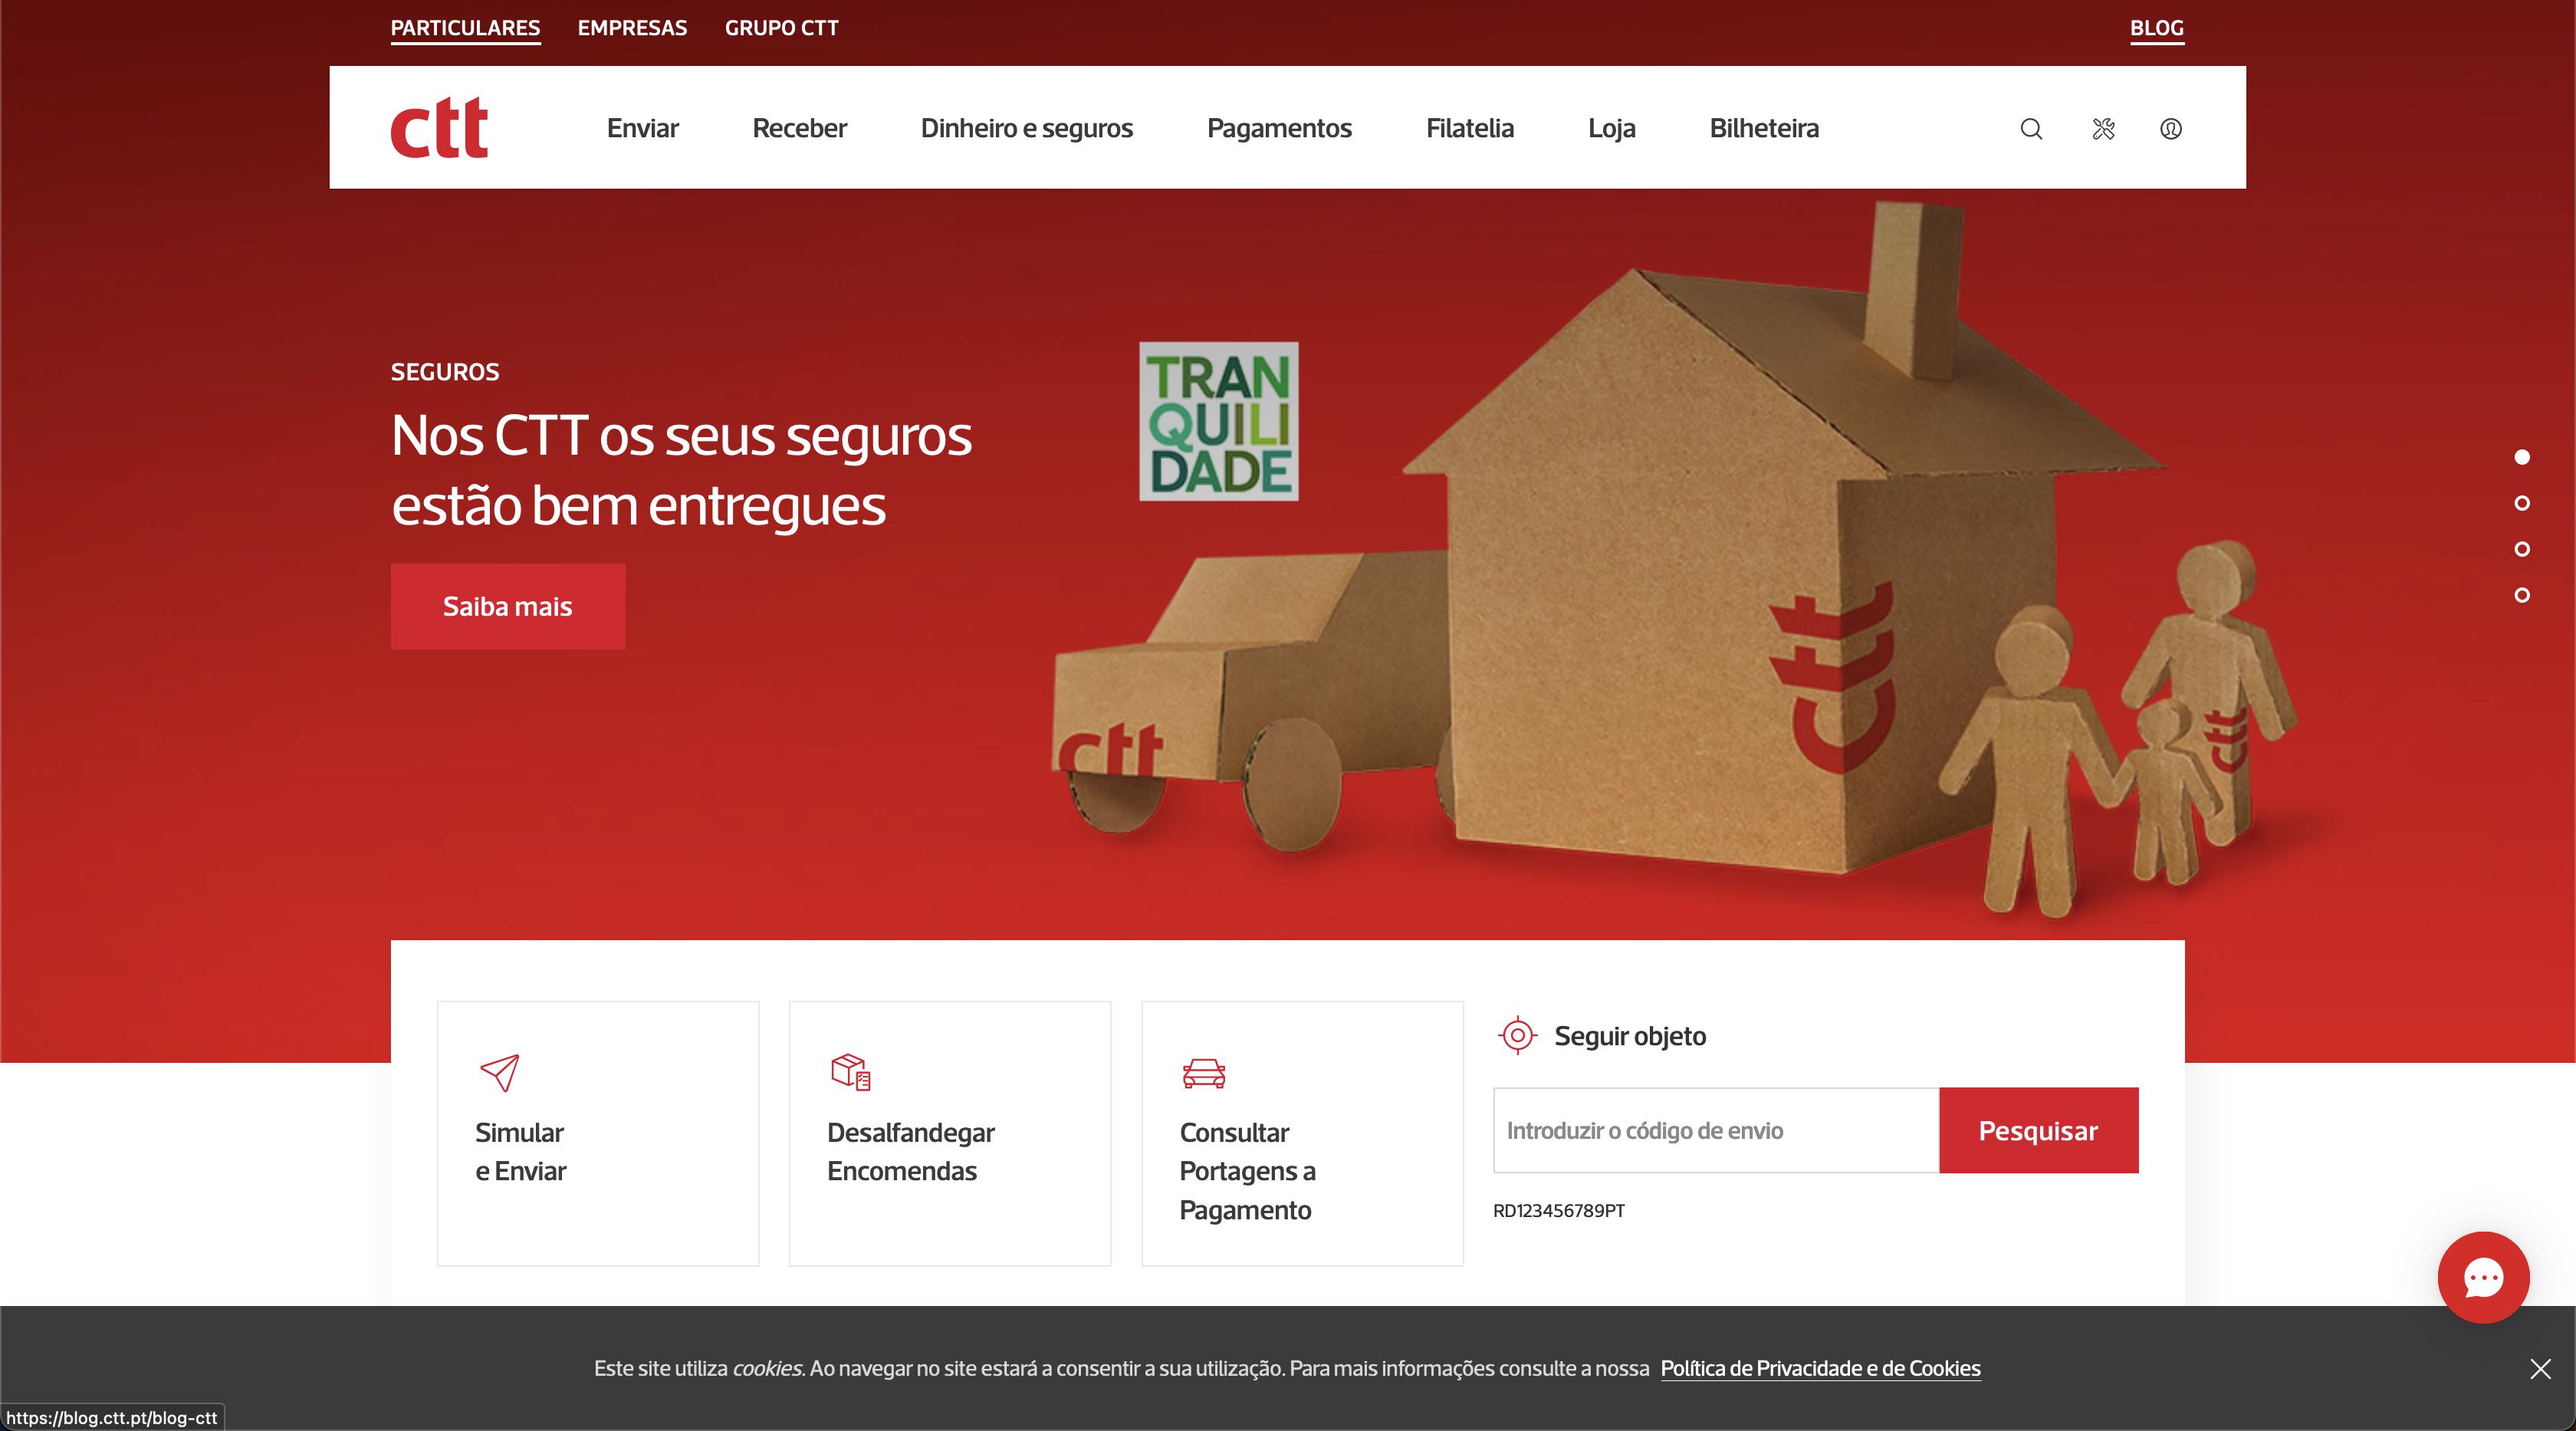 PARTICULARES EMPRESAS GRUPO CTT BLOG
ctt Enviar Receber Dinheiro e seguros Pagamentos Filatelia Loja Bilheteira
SEGUROS
Nos CTT os seus seguros
estão bem entregues
Saiba mais
TRAN
QUILI
DADE
ctt
ctt
ctt
Simular
e Enviar
Desalfandegar
Encomendas
Consultar
Portagens a
Pagamento
Seguir objeto
Introduzir o código de envio
Pesquisar
RD123456789PT
Este site utiliza cookies. Ao navegar no site estará a consentir a sua utilização. Para mais informações consulte a nossa Política de Privacidade e de Cookies
https://blog.ctt.pt/blog-ctt